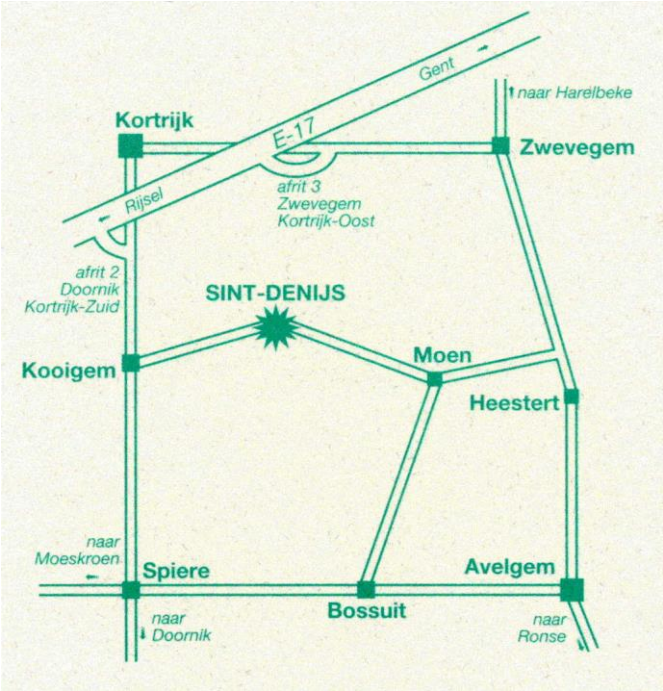 Gent
naar Harelbeke
Kortrijk
E-17
Zwevegem
afrit 3
Zwevegem
Kortrijk-Oost
Rijsel
afrit 2
Doornik
Kortrijk-Zuid
SINT-DENIJS
Moen
Kooigem
Heestert
naar
Moeskroen
Spiere
Avelgem
Bossuit
naar
Doornik
naar
Ronse